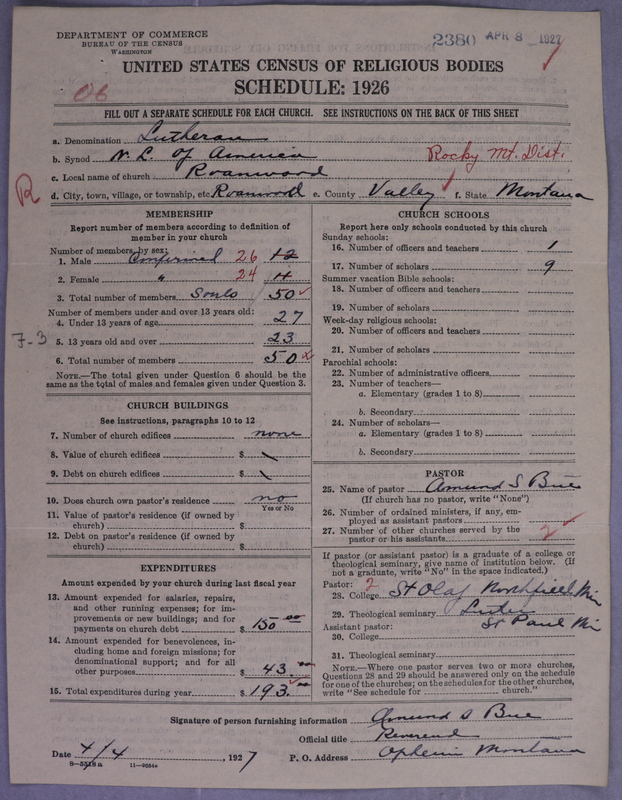 DEPARTMENT OF COMMERCE
BUREAU OF THE CENSUS
WASHINGTON
2380 APR 8 1927
UNITED STATES CENSUS OF RELIGIOUS BODIES
SCHEDULE: 1926
06
FILL OUT A SEPARATE SCHEDULE FOR EACH CHURCH. SEE INSTRUCTIONS ON THE BACK OF THIS SHEET
a. Denomination Lutheran
b. Synod N. L. of America Rocky Mt. Dist.
c. Local name of church Roanwood
R
d. City, town, village, or township, etc. Roanwood e. County Valley f. State Montana
MEMBERSHIP
Report number of members according to definition of
member in your church
Number of members, by sex:
1. Male Confirmed 26 12
2. Female " 24 11
3. Total number of members Souls 50
Number of members under and over 13 years old:
4. Under 13 years of age 27
7-3
5. 13 years old and over 23
6. Total number of members 50 x
NOTE.—The total given under Question 6 should be
same as the total of males and females given under Question 3.
CHURCH BUILDINGS
See instructions, paragraphs 10 to 12
7. Number of church edifices none
8. Value of church edifices $ \
9. Debt on church edifices $ \
10. Does church own pastor's residence no
Yes or No
11. Value of pastor's residence (if owned by
church) $
12. Debt on pastor's residence (if owned by
church) $
EXPENDITURES
Amount expended by your church during last fiscal year
13. Amount expended for salaries, repairs,
and other running expenses; for im-
provements or new buildings; and for
payments on church debt $ 150 00
14. Amount expended for benevolences, in-
cluding home and foreign missions; for
denominational support; and for all
other purposes $ 43. 00
15. Total expenditures during year $ 193. 00
CHURCH SCHOOLS
Report here only schools conducted by this church
Sunday schools:
16. Number of officers and teachers 1
17. Number of scholars 9
Summer vacation Bible schools:
18. Number of officers and teachers
19. Number of scholars
Week-day religious schools:
20. Number of officers and teachers
21. Number of scholars
Parochial schools:
22. Number of administrative officers
23. Number of teachers—
a. Elementary (grades 1 to 8)
b. Secondary
24. Number of scholars—
a. Elementary (grades 1 to 8)
b. Secondary
PASTOR
25. Name of pastor Amund S Bue
(If church has no pastor, write "None")
26. Number of ordained ministers, if any, em-
ployed as assistant pastors
27. Number of other churches served by the
pastor or his assistants 2
If pastor (or assistant pastor) is a graduate of a college or
theological seminary, give name of institution below. (If
not a graduate, write "No" in the space indicated.)
Pastor: 2
28. College St Olaf Northfield Mi
29. Theological seminary Luther
Assistant pastor: St Paul Mi
30. College
31. Theological seminary
NOTE.—Where one pastor serves two or more churches,
Questions 28 and 29 should be answered only on the schedule
for one of the churches; on the schedules for the other churches,
write "See schedule for ........ church."
Signature of person furnishing information Amund S Bue
Official title Reverend
Date 4/4, 1927 P. O. Address Opheim Montana
8-5318a 11-9264a